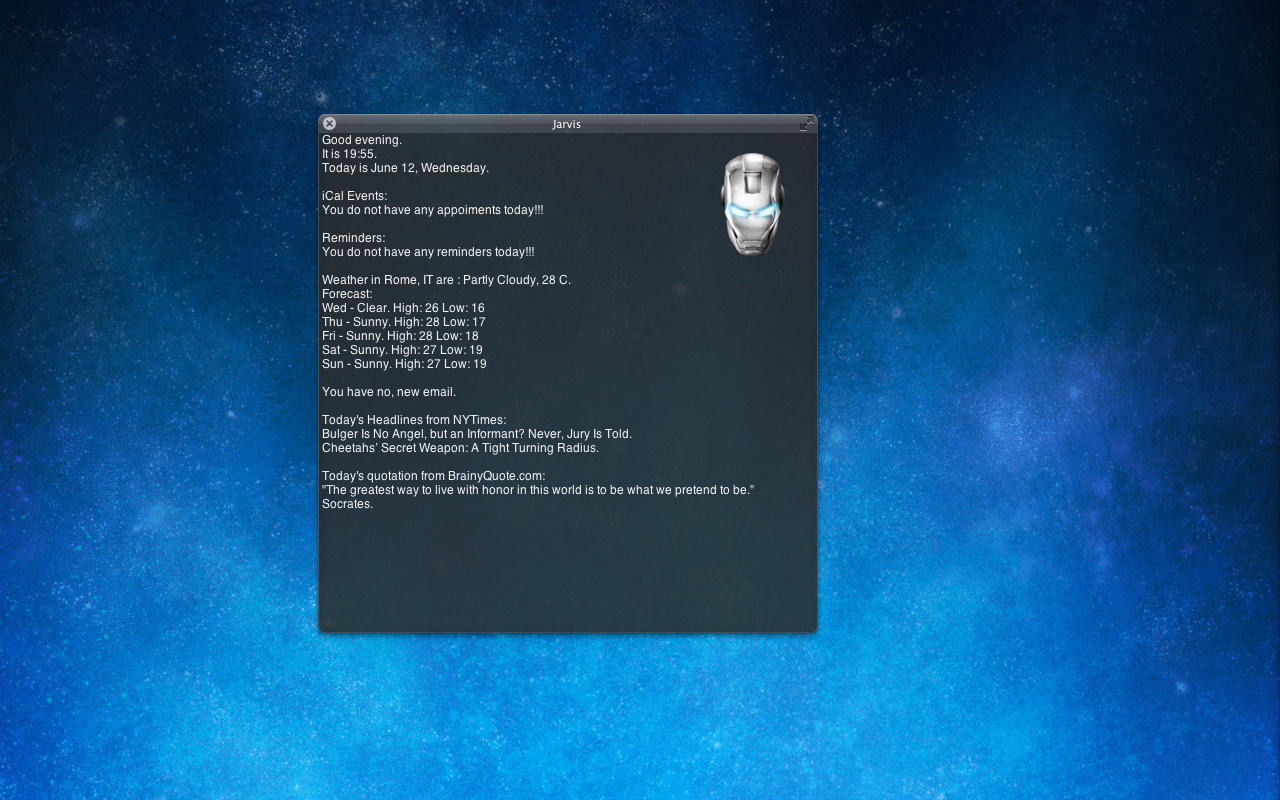 Jarvis
Good evening.
It is 19:55.
Today is June 12, Wednesday.
iCal Events:
You do not have any appoiments today!!!
Reminders:
You do not have any reminders today!!!
Weather in Rome, IT are : Partly Cloudy, 28 C.
Forecast:
Wed - Clear. High: 26 Low: 16
Thu - Sunny. High: 28 Low: 17
Fri - Sunny. High: 28 Low: 18
Sat - Sunny. High: 27 Low: 19
Sun - Sunny. High: 27 Low: 19
You have no, new email.
Today's Headlines from NYTimes:
Bulger Is No Angel, but an Informant? Never, Jury Is Told.
Cheetahs’ Secret Weapon: A Tight Turning Radius.
Today's quotation from BrainyQuote.com:
"The greatest way to live with honor in this world is to be what we pretend to be."
Socrates.